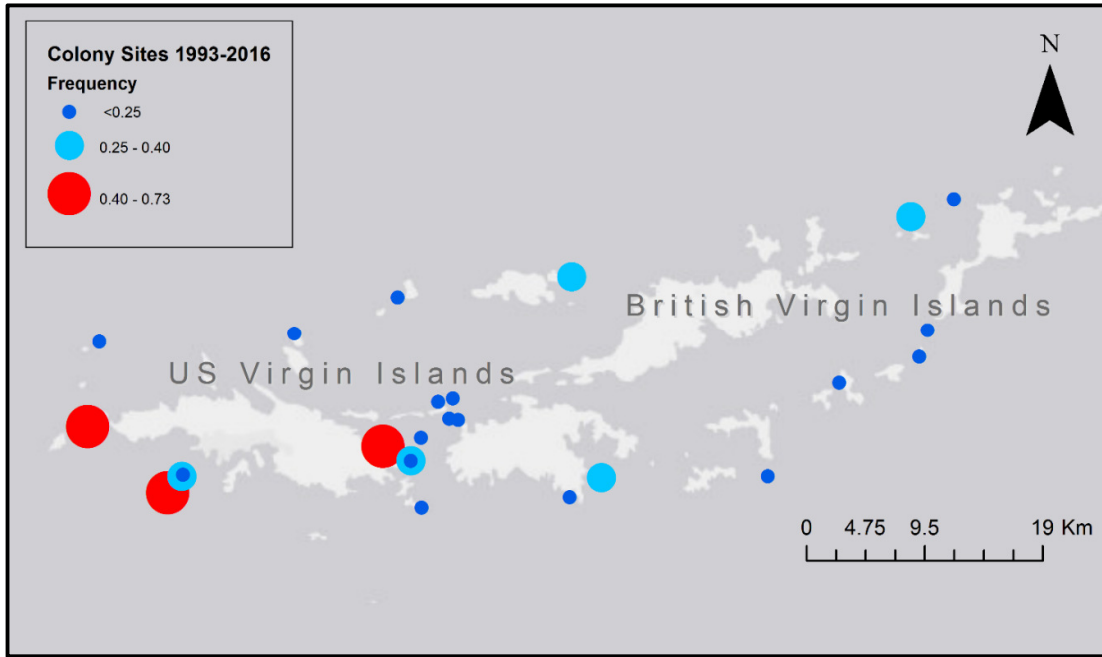 Colony Sites 1993-2016
Frequency
<0.25
0.25 - 0.40
0.40 - 0.73
N
British Virgin Islands
US Virgin Islands
0 4.75 9.5 19 Km